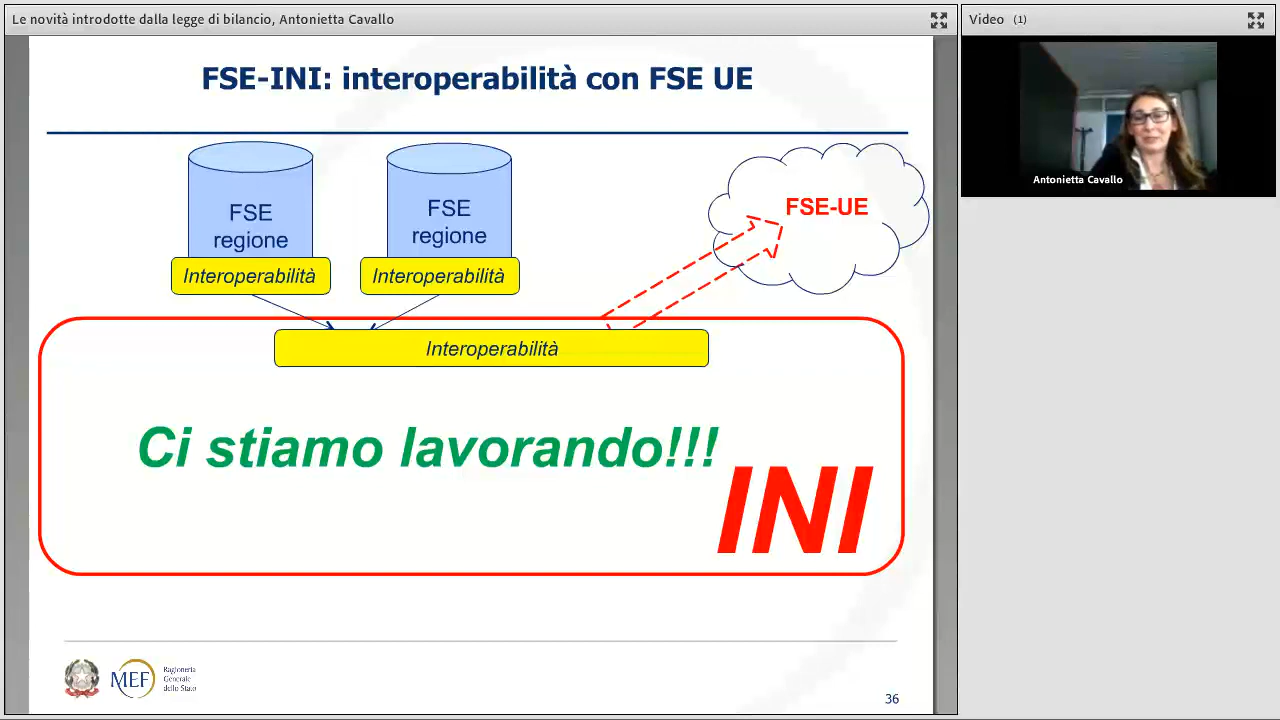 Le novità introdotte dalla legge di bilancio, Antonietta Cavallo
Video (1)
FSE-INI: interoperabilità con FSE UE
FSE
regione
FSE
regione
FSE-UE
Interoperabilità
Interoperabilità
Interoperabilità
Ci stiamo lavorando!!!
INI
MEF
Ragioneria
Generale
dello Stato
36
Antonietta Cavallo